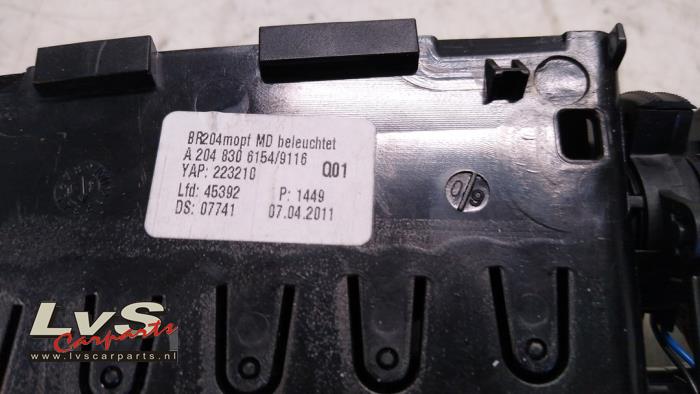 BR204mopf MD beleuchtet
A 204 830 6154/9116
YAP: 223210 Q01
Lfd: 45392 P: 1449
DS: 07741 07.04.2011
LvS
Carparts
www.lvscarparts.nl